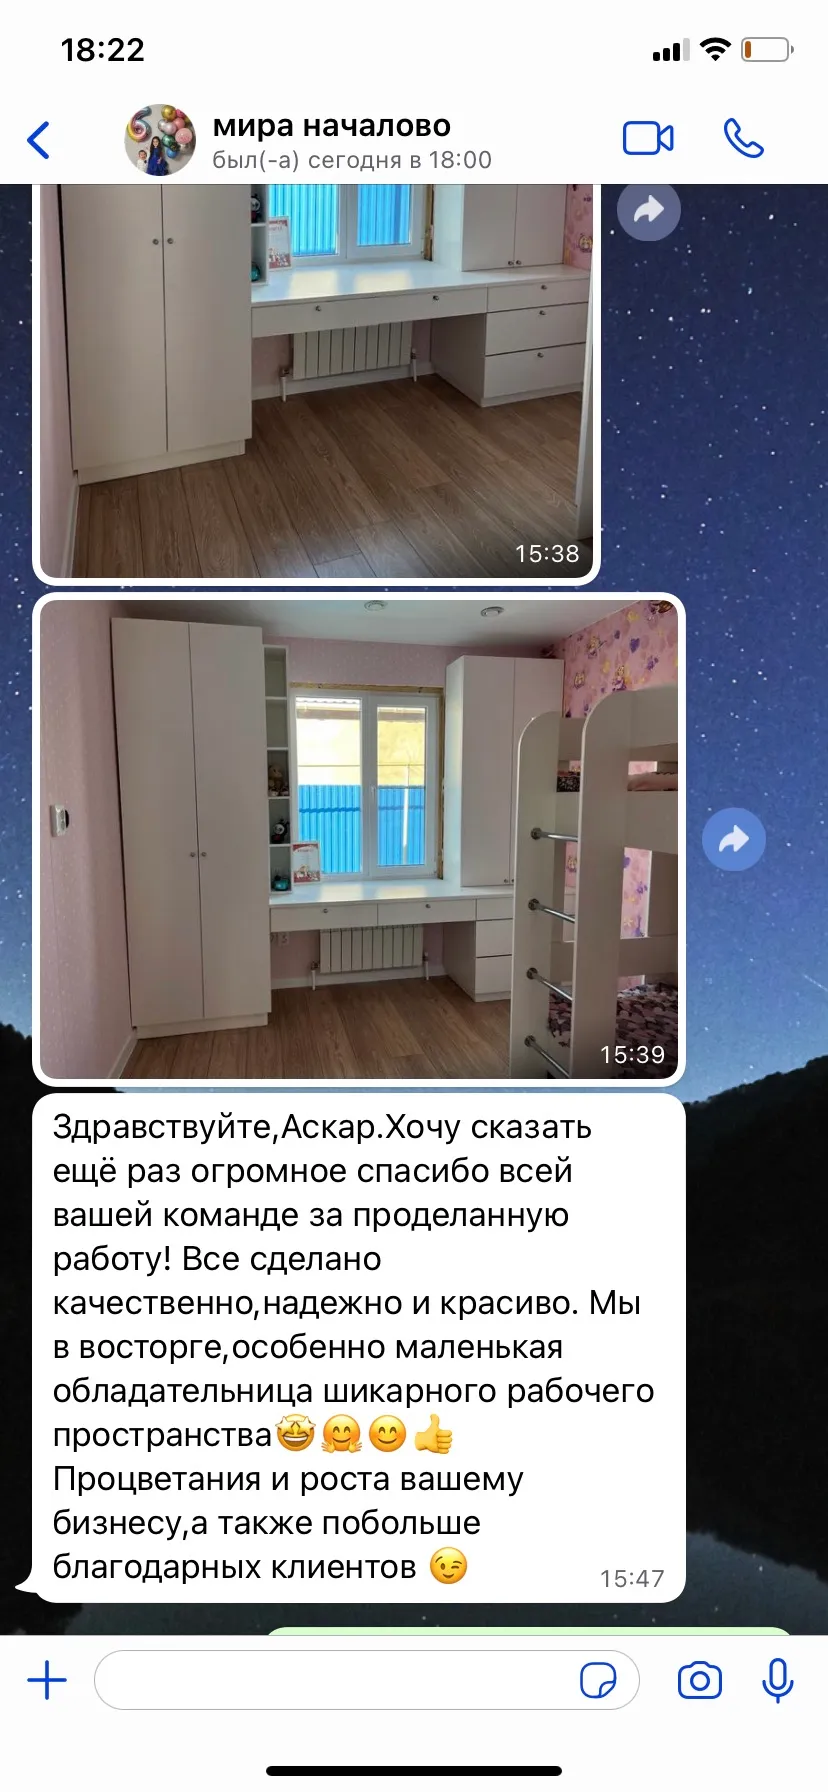 18:22
мира началово
был(-а) сегодня в 18:00
15:38
15:39
Здравствуйте,Аскар.Хочу сказать
ещё раз огромное спасибо всей
вашей команде за проделанную
работу! Все сделано
качественно,надежно и красиво. Мы
в восторге,особенно маленькая
обладательница шикарного рабочего
пространства🤩🤗😊👍
Процветания и роста вашему
бизнесу,а также побольше
благодарных клиентов 😉
15:47